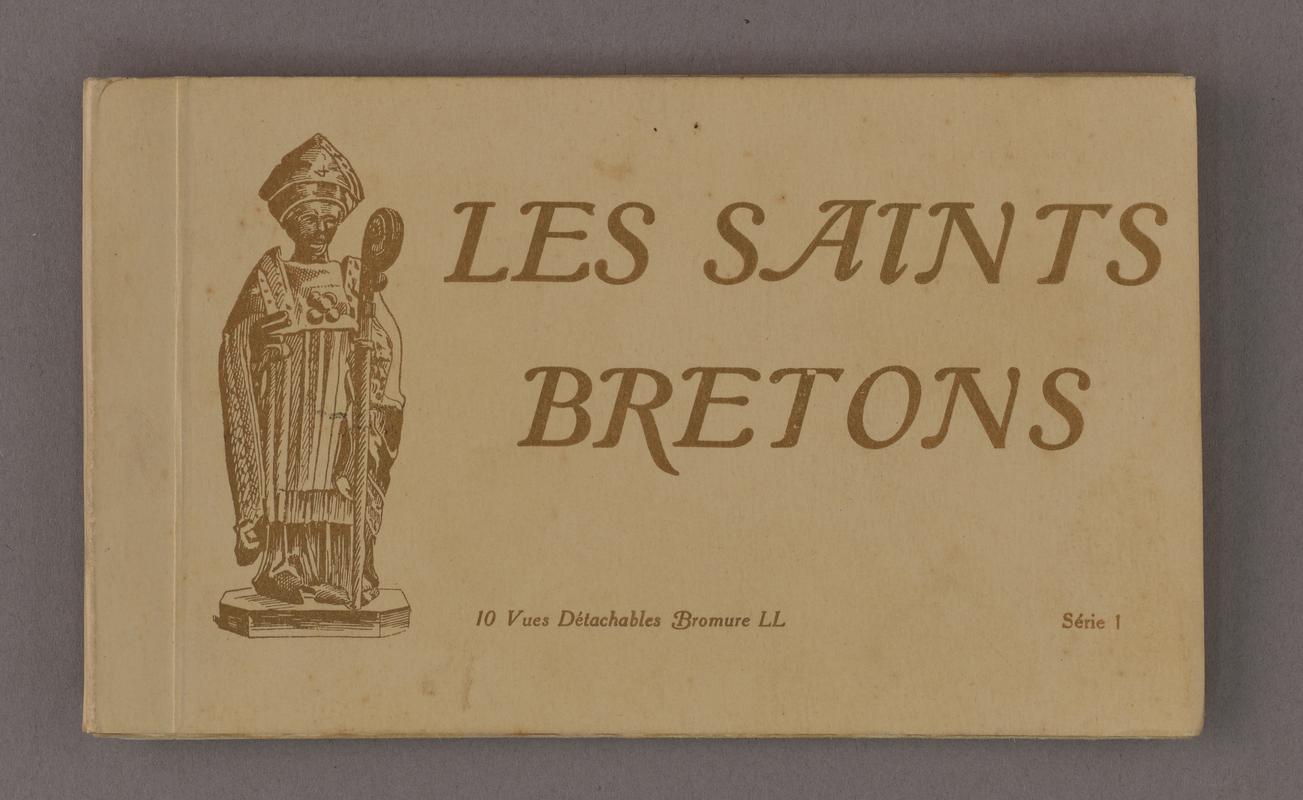 LES SAINTS
BRETONS
10 Vues Détachables Bromure LL
Série 1